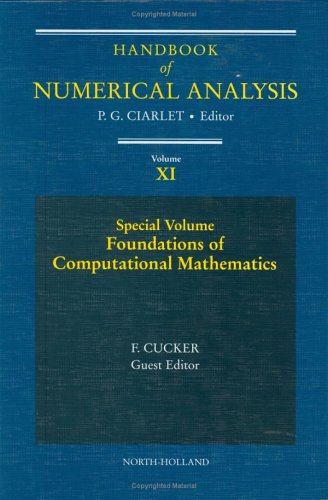 HANDBOOK
of
NUMERICAL ANALYSIS
P. G. CIARLET • Editor
Volume
XI
Special Volume
Foundations of
Computational Mathematics
F. CUCKER
Guest Editor
NORTH-HOLLAND